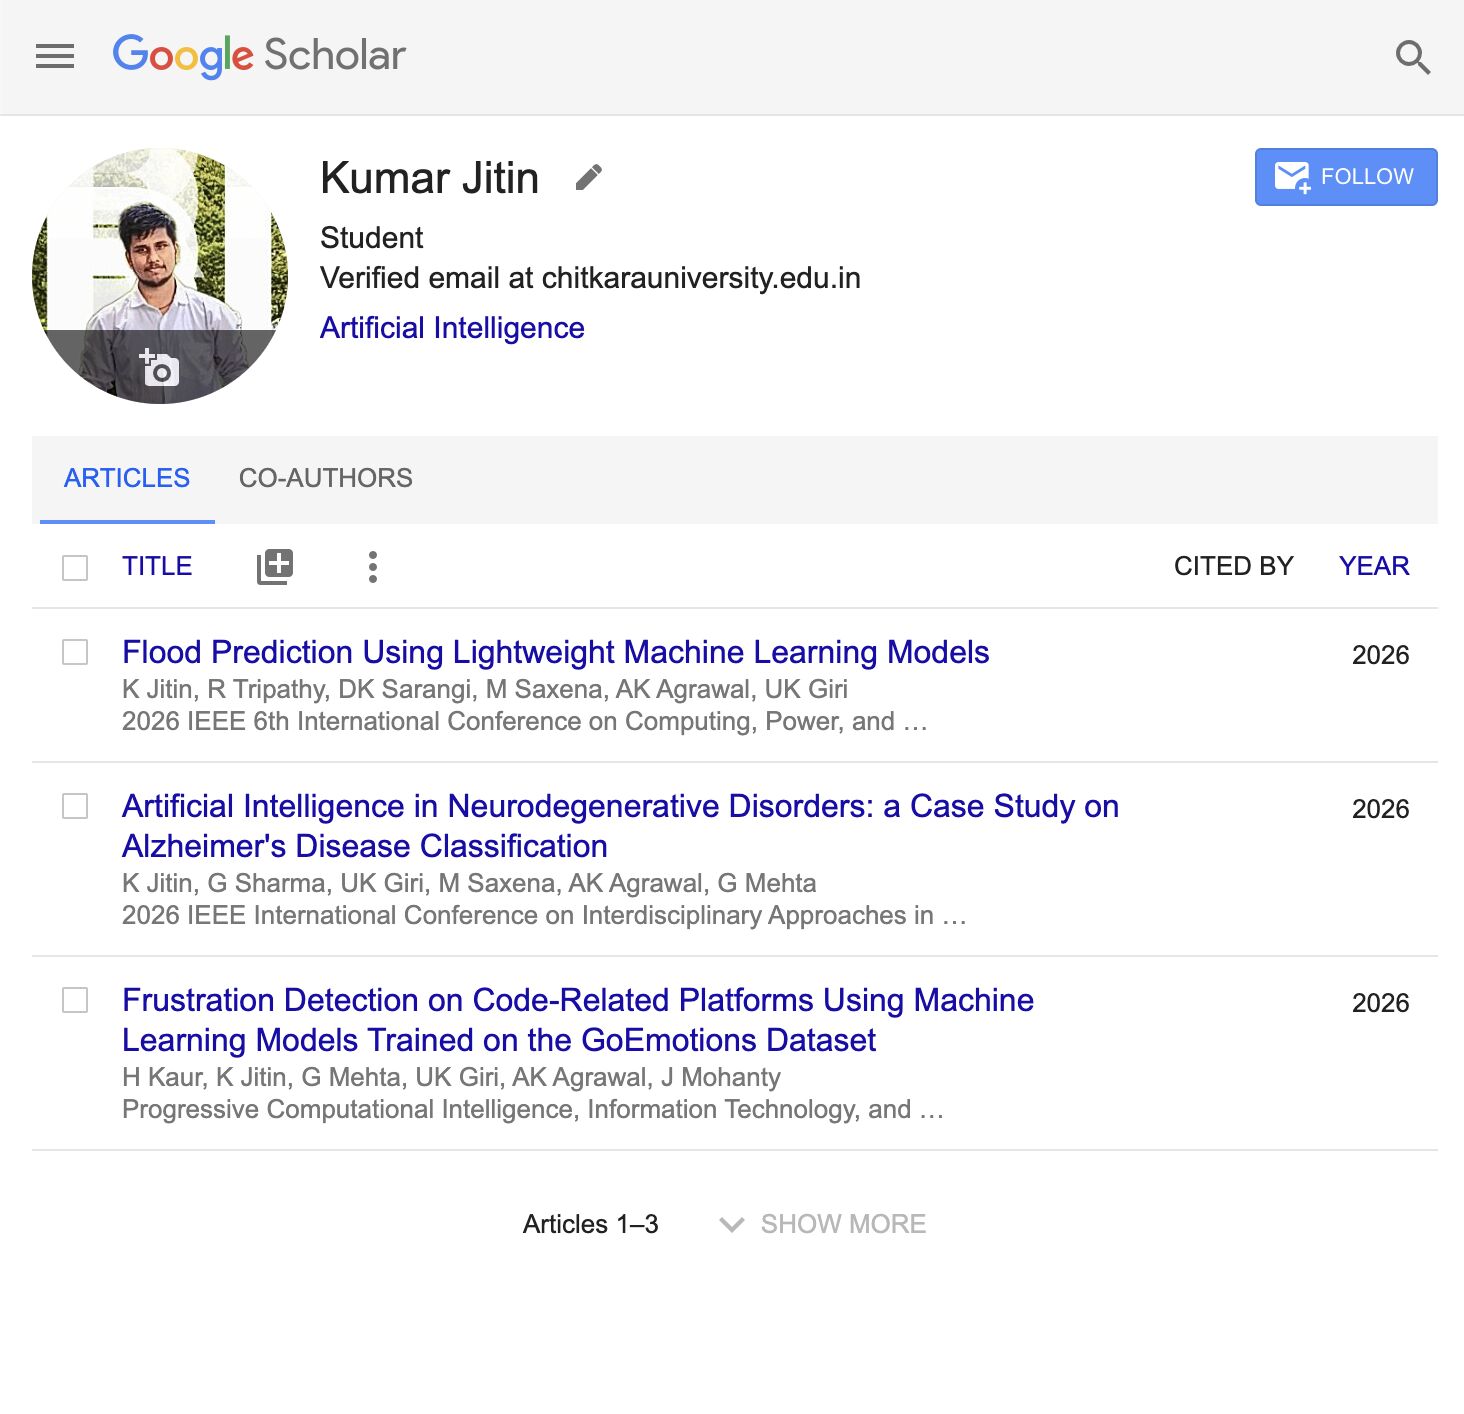 Google Scholar
Kumar Jitin
FOLLOW
Student
Verified email at chitkarauniversity.edu.in
Artificial Intelligence
ARTICLES CO-AUTHORS
TITLE CITED BY YEAR
Flood Prediction Using Lightweight Machine Learning Models 2026
K Jitin, R Tripathy, DK Sarangi, M Saxena, AK Agrawal, UK Giri
2026 IEEE 6th International Conference on Computing, Power, and …
Artificial Intelligence in Neurodegenerative Disorders: a Case Study on 2026
Alzheimer's Disease Classification
K Jitin, G Sharma, UK Giri, M Saxena, AK Agrawal, G Mehta
2026 IEEE International Conference on Interdisciplinary Approaches in …
Frustration Detection on Code-Related Platforms Using Machine 2026
Learning Models Trained on the GoEmotions Dataset
H Kaur, K Jitin, G Mehta, UK Giri, AK Agrawal, J Mohanty
Progressive Computational Intelligence, Information Technology, and …
Articles 1–3 SHOW MORE